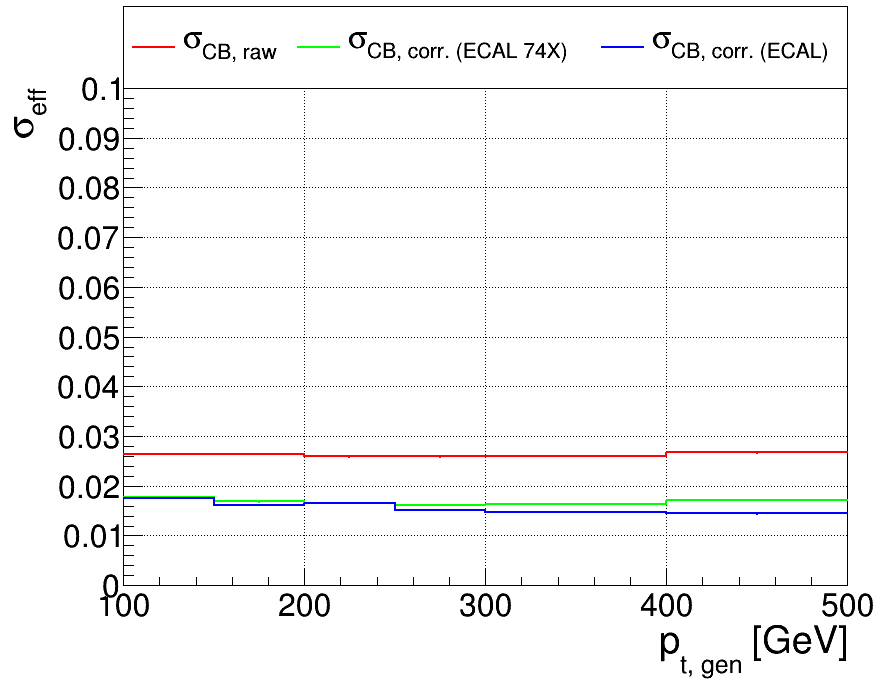 σCB, raw σCB, corr. (ECAL 74X) σCB, corr. (ECAL)
σeff
0.1
0.09
0.08
0.07
0.06
0.05
0.04
0.03
0.02
0.01
0
100 200 300 400 500
pt, gen [GeV]